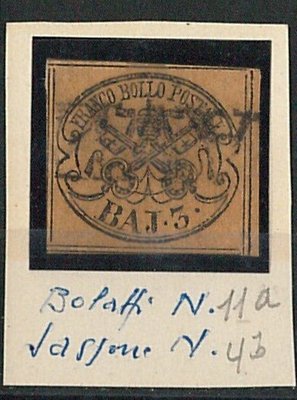 FRANCO BOLLO POSTALE
BAJ·3·
Bolaffi N. 11a
Sassone N. 4b